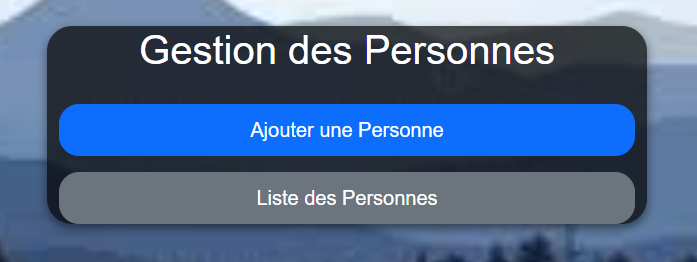 Gestion des Personnes
Ajouter une Personne
Liste des Personnes